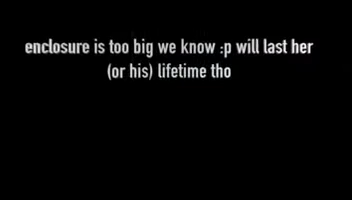 enclosure is too big we know :p will last her
(or his) lifetime tho